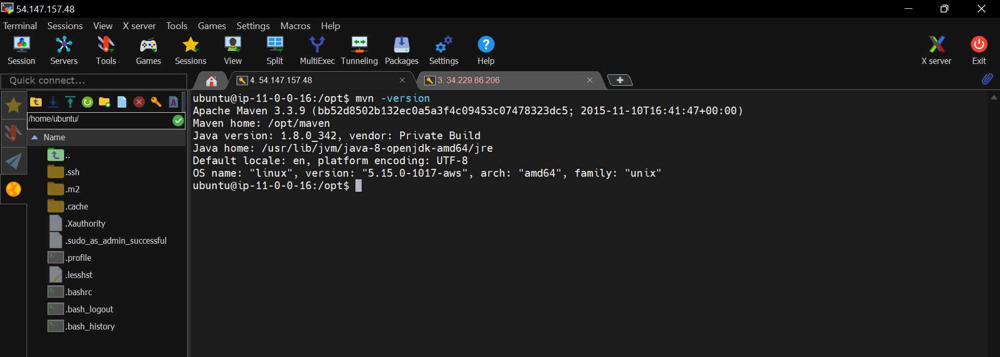 54.147.157.48
Terminal Sessions View X server Tools Games Settings Macros Help
Session Servers Tools Games Sessions View Split MultiExec Tunneling Packages Settings Help X server Exit
Quick connect...
4. 54.147.157.48
3. 34.229.86.206
/home/ubuntu/
Name
..
.ssh
.m2
.cache
.Xauthority
.sudo_as_admin_successful
.profile
.lesshst
.bashrc
.bash_logout
.bash_history
ubuntu@ip-11-0-0-16:/opt$ mvn -version
Apache Maven 3.3.9 (bb52d8502b132ec0a5a3f4c09453c07478323dc5; 2015-11-10T16:41:47+00:00)
Maven home: /opt/maven
Java version: 1.8.0_342, vendor: Private Build
Java home: /usr/lib/jvm/java-8-openjdk-amd64/jre
Default locale: en, platform encoding: UTF-8
OS name: "linux", version: "5.15.0-1017-aws", arch: "amd64", family: "unix"
ubuntu@ip-11-0-0-16:/opt$